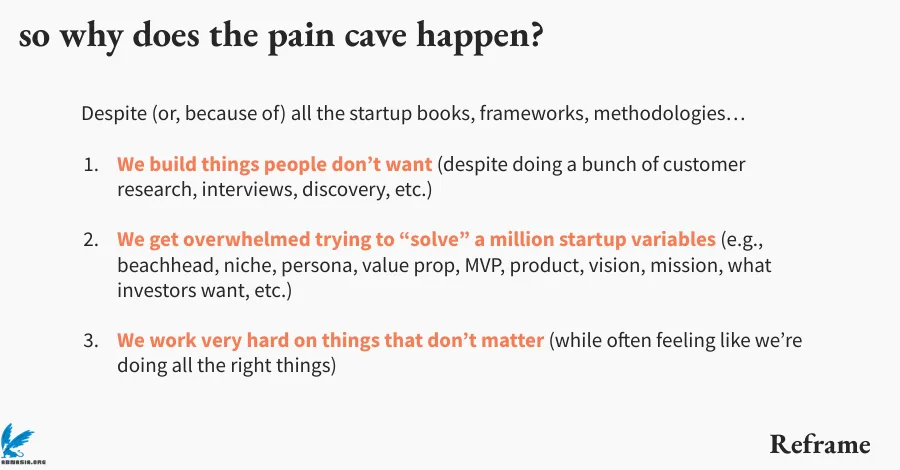 so why does the pain cave happen?
Despite (or, because of) all the startup books, frameworks, methodologies…
1. We build things people don’t want (despite doing a bunch of customer
research, interviews, discovery, etc.)
2. We get overwhelmed trying to “solve” a million startup variables (e.g.,
beachhead, niche, persona, value prop, MVP, product, vision, mission, what
investors want, etc.)
3. We work very hard on things that don’t matter (while often feeling like we’re
doing all the right things)
Reframe